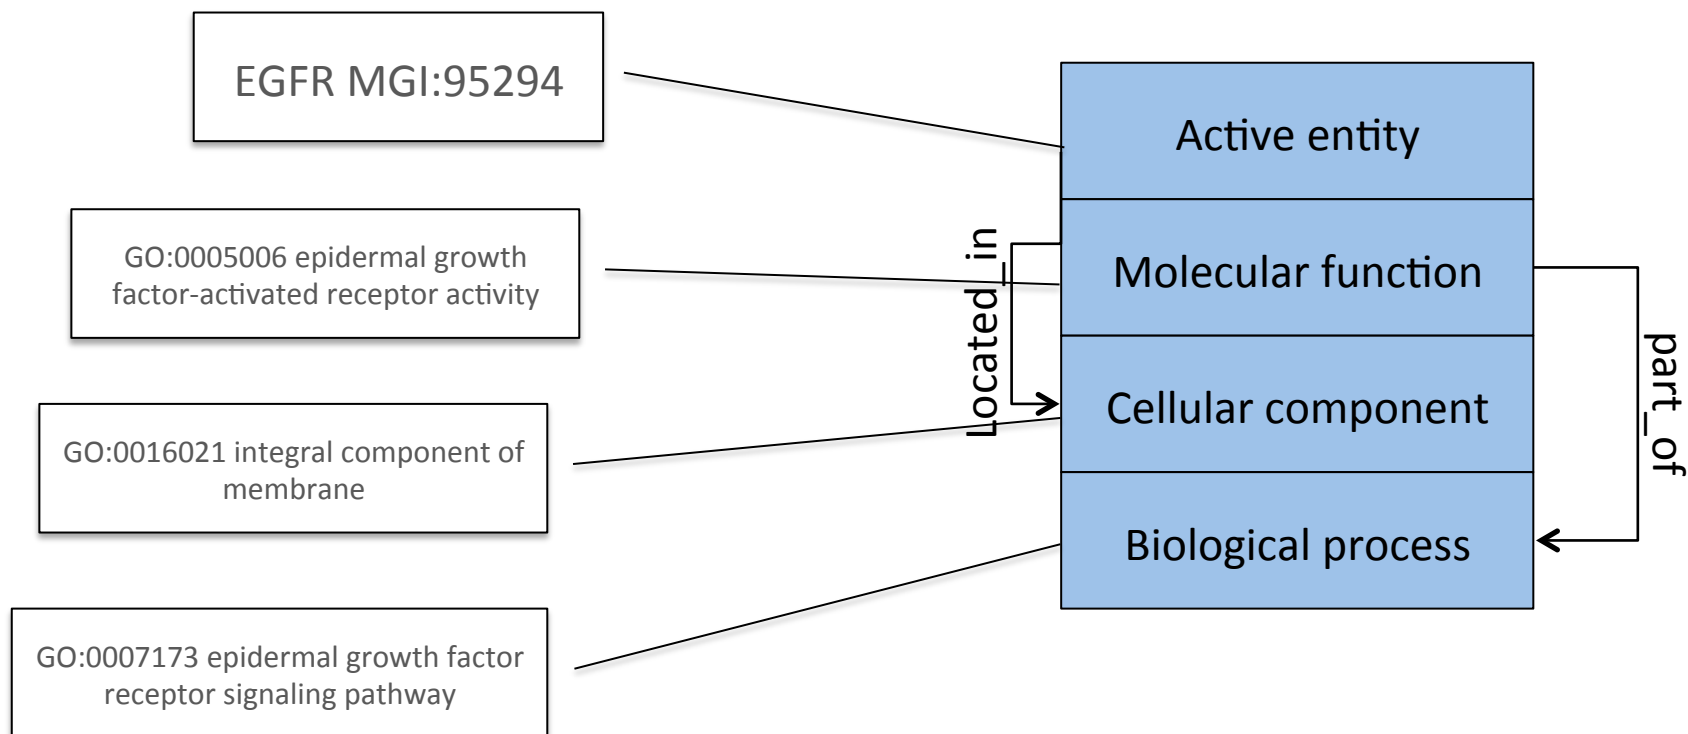 EGFR MGI:95294
GO:0005006 epidermal growth
factor-activated receptor activity
GO:0016021 integral component of
membrane
GO:0007173 epidermal growth factor
receptor signaling pathway
Located_in
Active entity
Molecular function
Cellular component
Biological process
part_of